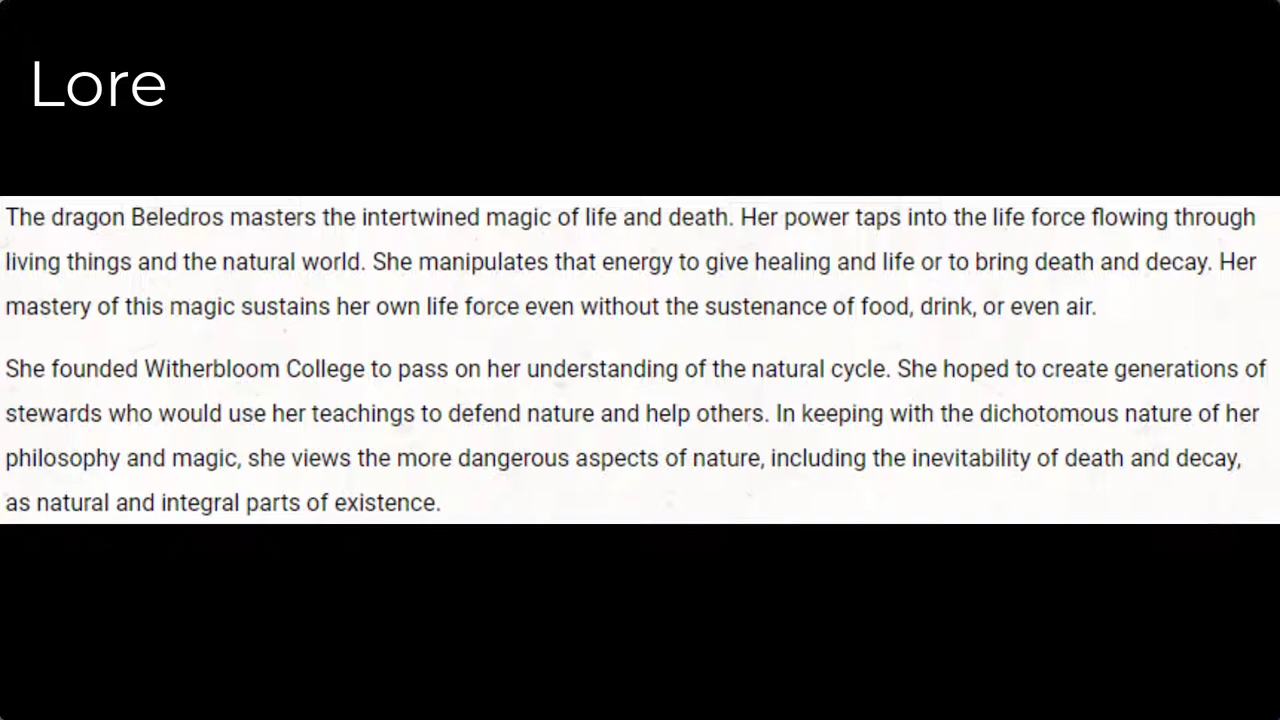 Lore
The dragon Beledros masters the intertwined magic of life and death. Her power taps into the life force flowing through
living things and the natural world. She manipulates that energy to give healing and life or to bring death and decay. Her
mastery of this magic sustains her own life force even without the sustenance of food, drink, or even air.
She founded Witherbloom College to pass on her understanding of the natural cycle. She hoped to create generations of
stewards who would use her teachings to defend nature and help others. In keeping with the dichotomous nature of her
philosophy and magic, she views the more dangerous aspects of nature, including the inevitability of death and decay,
as natural and integral parts of existence.